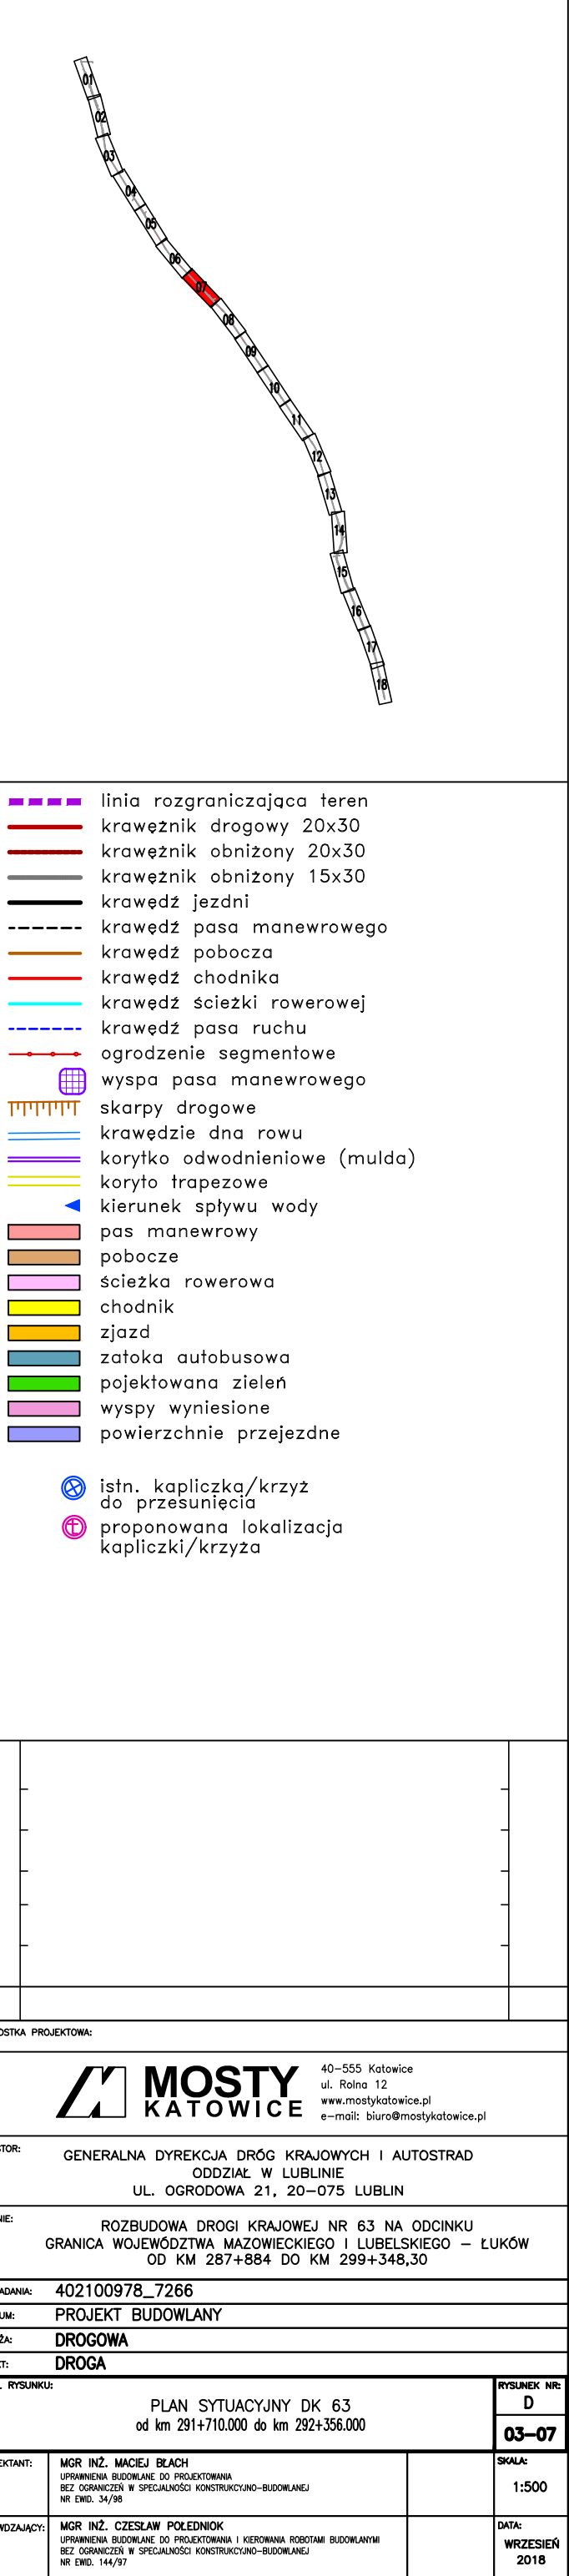 01
02
03
04
05
06
07
08
09
10
11
12
13
14
15
16
17
18
linia rozgraniczająca teren
krawężnik drogowy 20x30
krawężnik obniżony 20x30
krawężnik obniżony 15x30
krawędź jezdni
krawędź pasa manewrowego
krawędź pobocza
krawędź chodnika
krawędź ścieżki rowerowej
krawędź pasa ruchu
ogrodzenie segmentowe
wyspa pasa manewrowego
skarpy drogowe
krawędzie dna rowu
korytko odwodnieniowe (mulda)
koryto trapezowe
kierunek spływu wody
pas manewrowy
pobocze
ścieżka rowerowa
chodnik
zjazd
zatoka autobusowa
pojektowana zieleń
wyspy wyniesione
powierzchnie przejezdne
istn. kapliczka/krzyż
do przesunięcia
proponowana lokalizacja
kapliczki/krzyża
OSTKA PROJEKTOWA:
MOSTY
KATOWICE
40-555 Katowice
ul. Rolna 12
www.mostykatowice.pl
e-mail: biuro@mostykatowice.pl
TOR:
GENERALNA DYREKCJA DRÓG KRAJOWYCH I AUTOSTRAD
ODDZIAŁ W LUBLINIE
UL. OGRODOWA 21, 20-075 LUBLIN
NIE:
ROZBUDOWA DROGI KRAJOWEJ NR 63 NA ODCINKU
GRANICA WOJEWÓDZTWA MAZOWIECKIEGO I LUBELSKIEGO - ŁUKÓW
OD KM 287+884 DO KM 299+348,30
ADANIA: 402100978_7266
UM: PROJEKT BUDOWLANY
ŻA: DROGOWA
T: DROGA
RYSUNKU:
PLAN SYTUACYJNY DK 63
od km 291+710.000 do km 292+356.000
RYSUNEK NR:
D
03-07
EKTANT: MGR INŻ. MACIEJ BŁACH
UPRAWNIENIA BUDOWLANE DO PROJEKTOWANIA
BEZ OGRANICZEŃ W SPECJALNOŚCI KONSTRUKCYJNO-BUDOWLANEJ
NR EWID. 34/98
SKALA:
1:500
WDZAJĄCY: MGR INŻ. CZESŁAW POŁEDNIOK
UPRAWNIENIA BUDOWLANE DO PROJEKTOWANIA I KIEROWANIA ROBOTAMI BUDOWLANYMI
BEZ OGRANICZEŃ W SPECJALNOŚCI KONSTRUKCYJNO-BUDOWLANEJ
NR EWID. 144/97
DATA:
WRZESIEŃ
2018